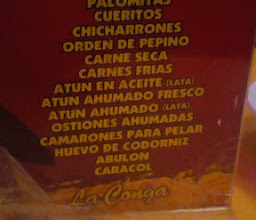 PALOMITAS
CUERITOS
CHICHARRONES
ORDEN DE PEPINO
CARNE SECA
CARNES FRIAS
ATUN EN ACEITE (LATA)
ATUN AHUMADO FRESCO
ATUN AHUMADO (LATA)
OSTIONES AHUMADAS
CAMARONES PARA PELAR
HUEVO DE CODORNIZ
ABULON
CARACOL
La Conga